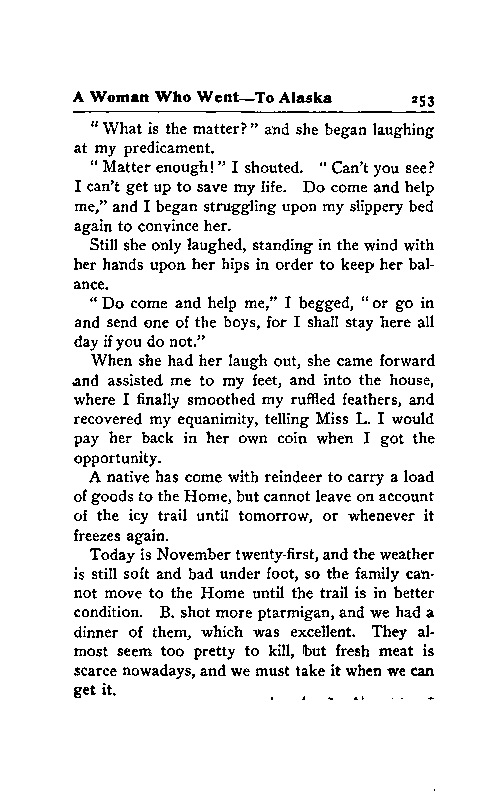 A Woman Who Went—To Alaska 253
" What is the matter? " and she began laughing
at my predicament.
" Matter enough! " I shouted. " Can't you see?
I can't get up to save my life. Do come and help
me," and I began struggling upon my slippery bed
again to convince her.
Still she only laughed, standing in the wind with
her hands upon her hips in order to keep her bal-
ance.
" Do come and help me," I begged, " or go in
and send one of the boys, for I shall stay here all
day if you do not."
When she had her laugh out, she came forward
and assisted me to my feet, and into the house,
where I finally smoothed my ruffled feathers, and
recovered my equanimity, telling Miss L. I would
pay her back in her own coin when I got the
opportunity.
A native has come with reindeer to carry a load
of goods to the Home, but cannot leave on account
of the icy trail until tomorrow, or whenever it
freezes again.
Today is November twenty-first, and the weather
is still soft and bad under foot, so the family can-
not move to the Home until the trail is in better
condition. B. shot more ptarmigan, and we had a
dinner of them, which was excellent. They al-
most seem too pretty to kill, but fresh meat is
scarce nowadays, and we must take it when we can
get it.